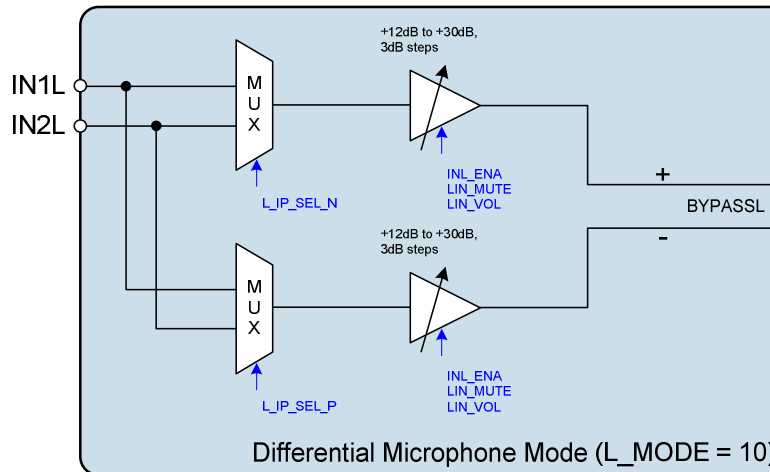 +12dB to +30dB,
3dB steps
IN1L
IN2L
M
U
X
INL_ENA
LIN_MUTE
LIN_VOL
L_IP_SEL_N
+
BYPASSL
-
+12dB to +30dB,
3dB steps
M
U
X
INL_ENA
LIN_MUTE
LIN_VOL
L_IP_SEL_P
Differential Microphone Mode (L_MODE = 10)